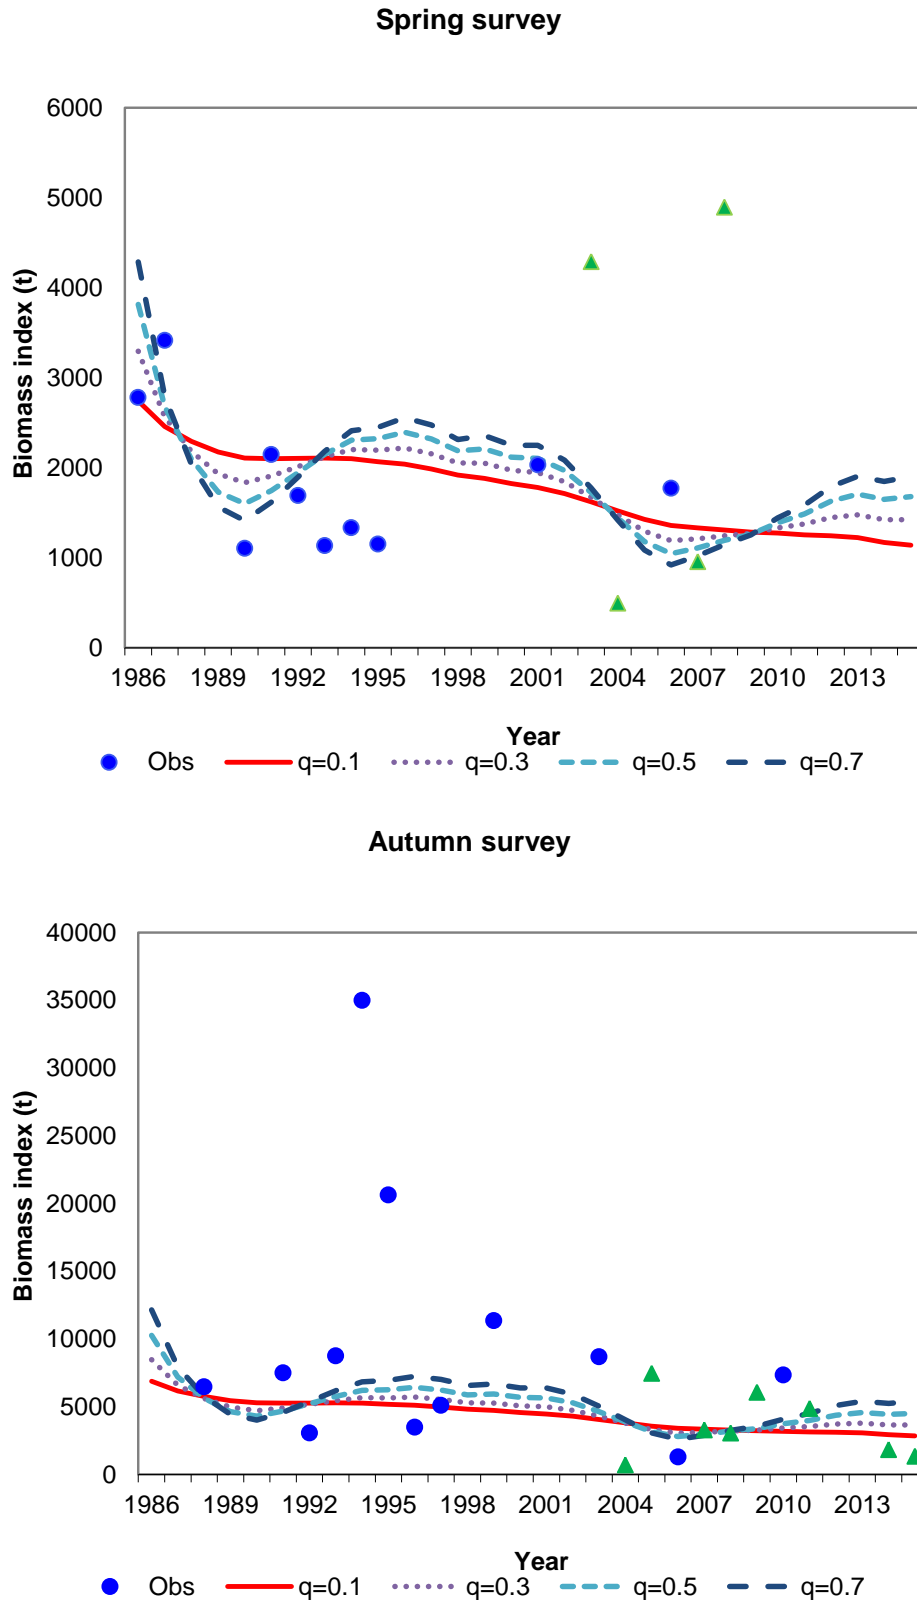 Spring survey
6000
5000
4000
3000
2000
1000
0
Biomass index (t)
1986 1989 1992 1995 1998 2001 2004 2007 2010 2013
Year
Obs q=0.1 q=0.3 q=0.5 q=0.7
Autumn survey
40000
35000
30000
25000
20000
15000
10000
5000
0
Biomass index (t)
1986 1989 1992 1995 1998 2001 2004 2007 2010 2013
Year
Obs q=0.1 q=0.3 q=0.5 q=0.7